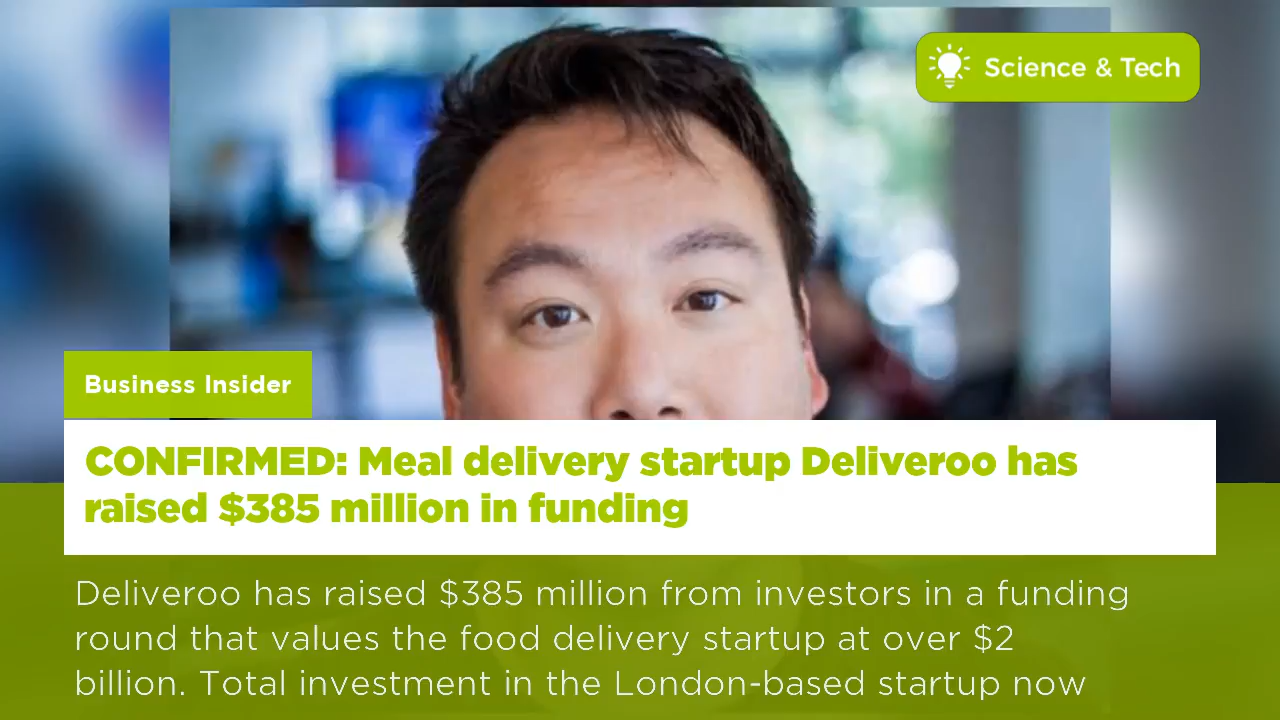 Science & Tech
Business Insider
CONFIRMED: Meal delivery startup Deliveroo has
raised $385 million in funding
Deliveroo has raised $385 million from investors in a funding
round that values the food delivery startup at over $2
billion. Total investment in the London-based startup now